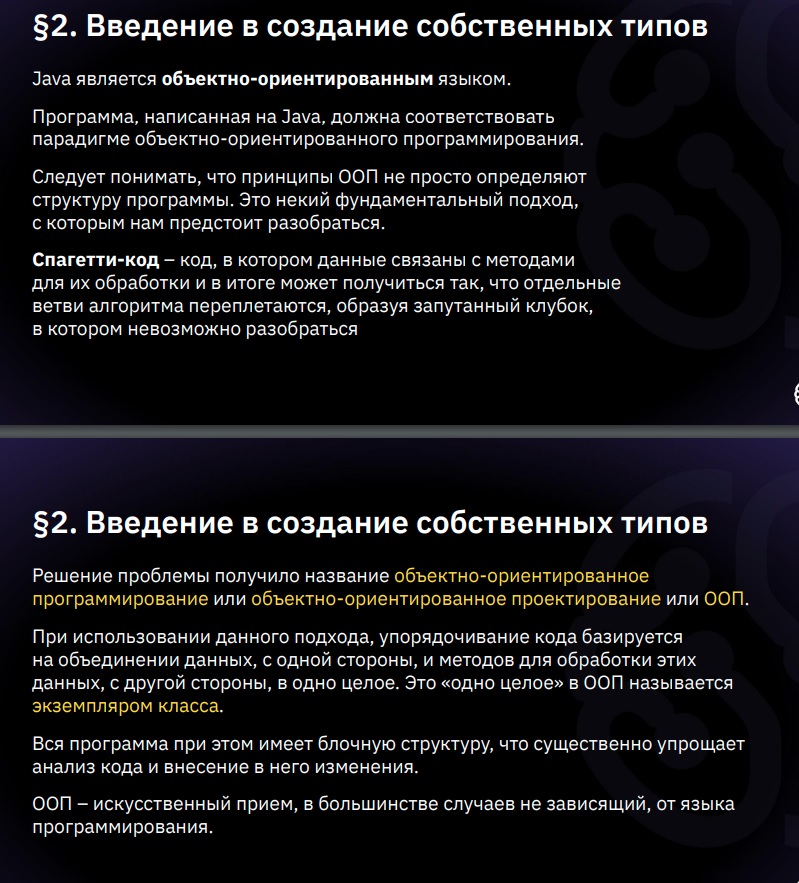 §2. Введение в создание собственных типов
Java является объектно-ориентированным языком.
Программа, написанная на Java, должна соответствовать
парадигме объектно-ориентированного программирования.
Следует понимать, что принципы ООП не просто определяют
структуру программы. Это некий фундаментальный подход,
с которым нам предстоит разобраться.
Спагетти-код – код, в котором данные связаны с методами
для их обработки и в итоге может получиться так, что отдельные
ветви алгоритма переплетаются, образуя запутанный клубок,
в котором невозможно разобраться
§2. Введение в создание собственных типов
Решение проблемы получило название объектно-ориентированное
программирование или объектно-ориентированное проектирование или ООП.
При использовании данного подхода, упорядочивание кода базируется
на объединении данных, с одной стороны, и методов для обработки этих
данных, с другой стороны, в одно целое. Это «одно целое» в ООП называется
экземпляром класса.
Вся программа при этом имеет блочную структуру, что существенно упрощает
анализ кода и внесение в него изменения.
ООП – искусственный прием, в большинстве случаев не зависящий, от языка
программирования.